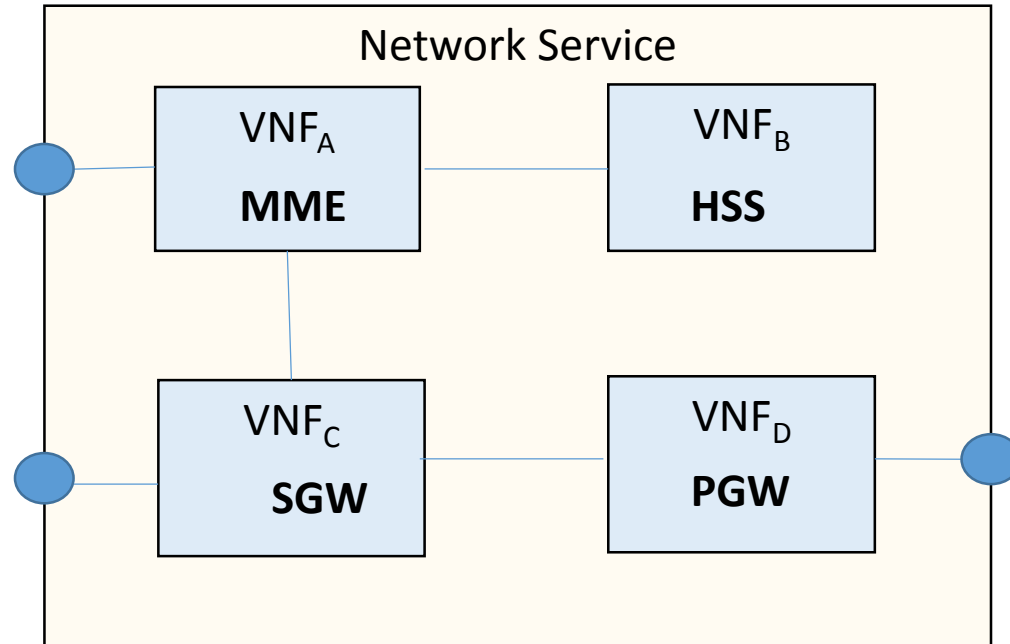 Network Service
VNFA
MME
VNFB
HSS
VNFC
SGW
VNFD
PGW